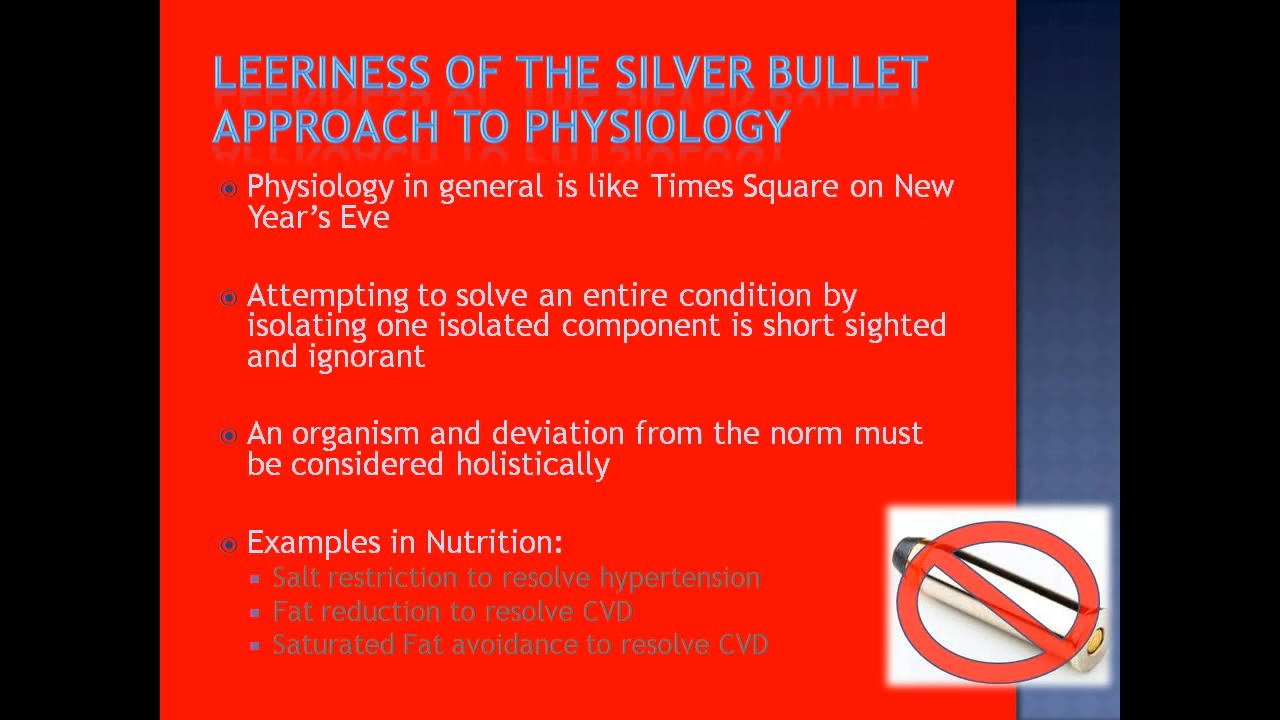 LEERINESS OF THE SILVER BULLET
APPROACH TO PHYSIOLOGY
Physiology in general is like Times Square on New
Year’s Eve
Attempting to solve an entire condition by
isolating one isolated component is short sighted
and ignorant
An organism and deviation from the norm must
be considered holistically
Examples in Nutrition:
Salt restriction to resolve hypertension
Fat reduction to resolve CVD
Saturated Fat avoidance to resolve CVD